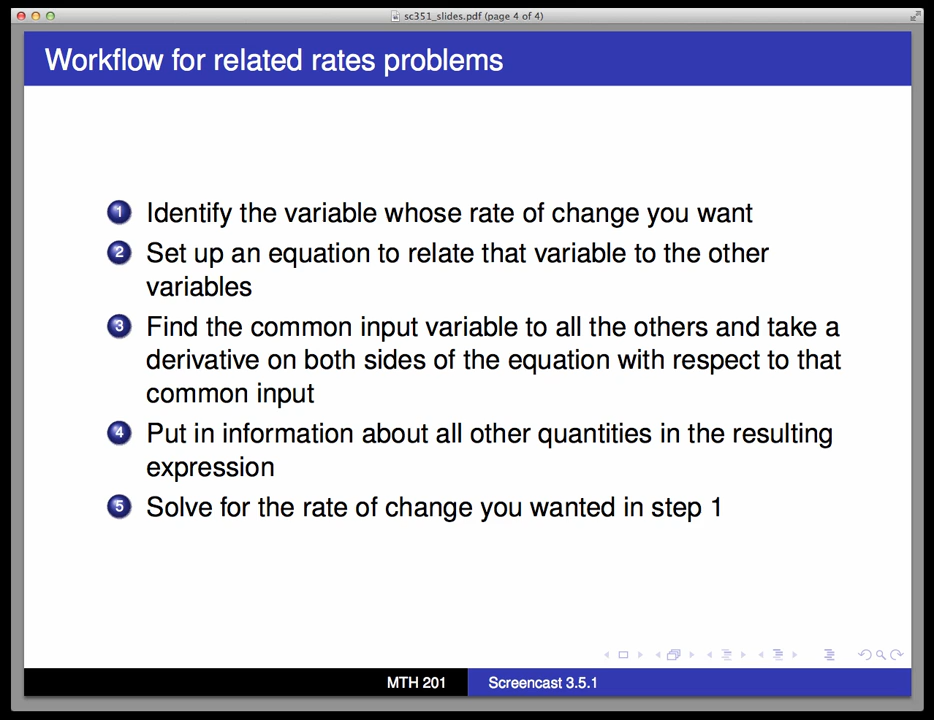 sc351_slides.pdf (page 4 of 4)
Workflow for related rates problems
1 Identify the variable whose rate of change you want
2 Set up an equation to relate that variable to the other
variables
3 Find the common input variable to all the others and take a
derivative on both sides of the equation with respect to that
common input
4 Put in information about all other quantities in the resulting
expression
5 Solve for the rate of change you wanted in step 1
MTH 201 Screencast 3.5.1